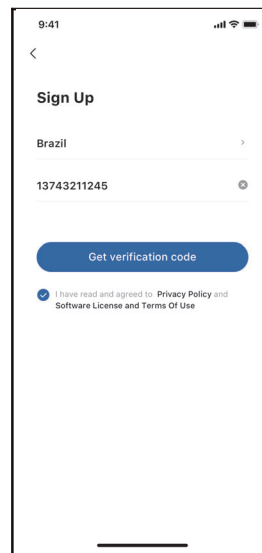 9:41
Sign Up
Brazil
13743211245
Get verification code
I have read and agreed to Privacy Policy and
Software License and Terms Of Use